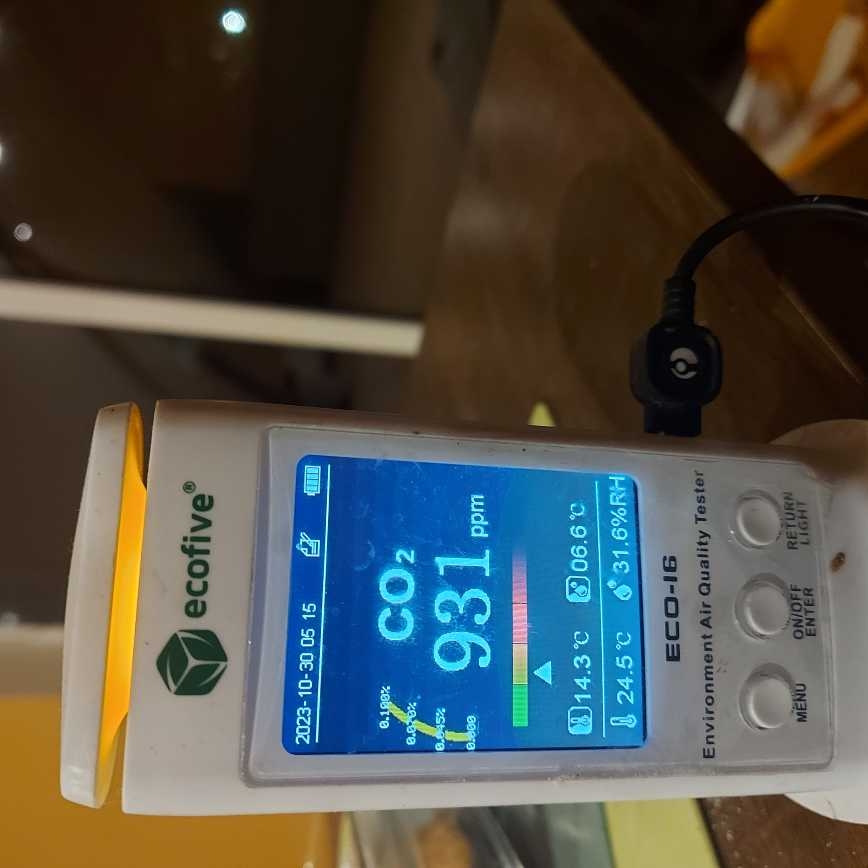 ecofive®
2023-10-30 05 15
0.100%
0.045%
0.000
CO₂
931 ppm
14.3℃ 06.6℃
24.5℃ 31.6%RH
ECO-16
Environment Air Quality Tester
MENU
ON/OFF
ENTER
RETURN
LIGHT